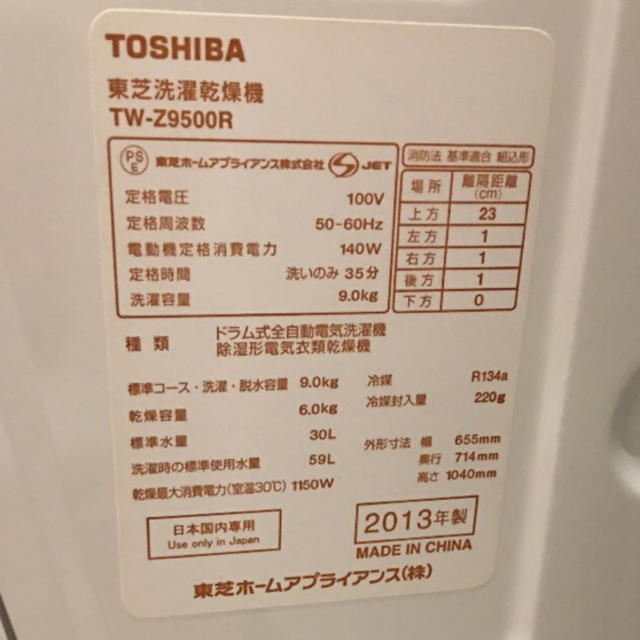 TOSHIBA
東芝洗濯乾燥機
TW-Z9500R
PS E 東芝ホームアプライアンス株式会社 JET
定格電圧 100V
定格周波数 50-60Hz
電動機定格消費電力 140W
定格時間 洗いのみ 35分
洗濯容量 9.0kg
消防法 基準適合 組込形
場所 離隔距離(cm)
上方 23
左方 1
右方 1
後方 1
下方 0
種類 ドラム式全自動電気洗濯機
除湿形電気衣類乾燥機
標準コース・洗濯・脱水容量 9.0kg
乾燥容量 6.0kg
標準水量 30L
洗濯時の標準使用水量 59L
乾燥最大消費電力(室温30℃) 1150W
冷媒 R134a
冷媒封入量 220g
外形寸法 幅 655mm
奥行 714mm
高さ 1040mm
日本国内専用
Use only in Japan
2013年製
MADE IN CHINA
東芝ホームアプライアンス(株)